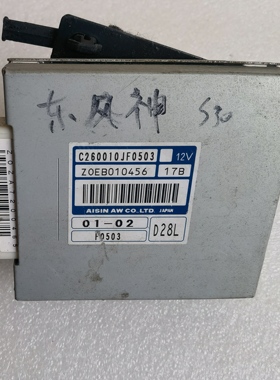 东风神 S30
C260010JF0503 12V
Z0EB010456 17B
AISIN AW CO.,LTD JAPAN
01-02
F0503
D28L